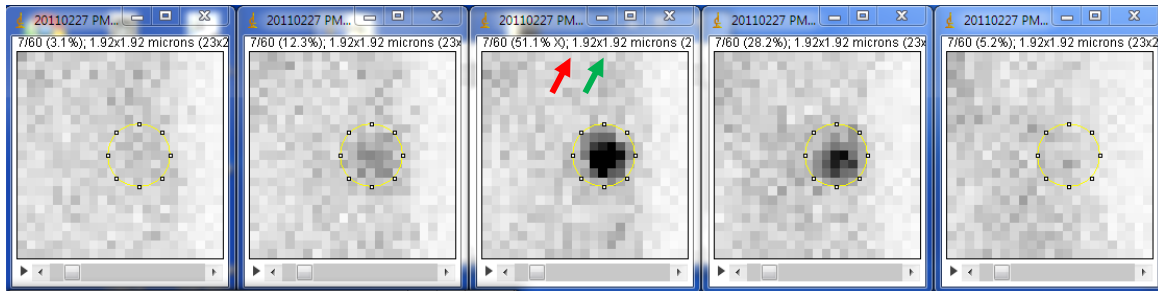 20110227 PM...
20110227 PM...
20110227 PM...
20110227 PM...
20110227 PM...
7/60 (3.1%); 1.92x1.92 microns (23x2
7/60 (12.3%); 1.92x1.92 microns (23x
7/60 (51.1% X); 1.92x1.92 microns (2
7/60 (28.2%); 1.92x1.92 microns (23x
7/60 (5.2%); 1.92x1.92 microns (23x2